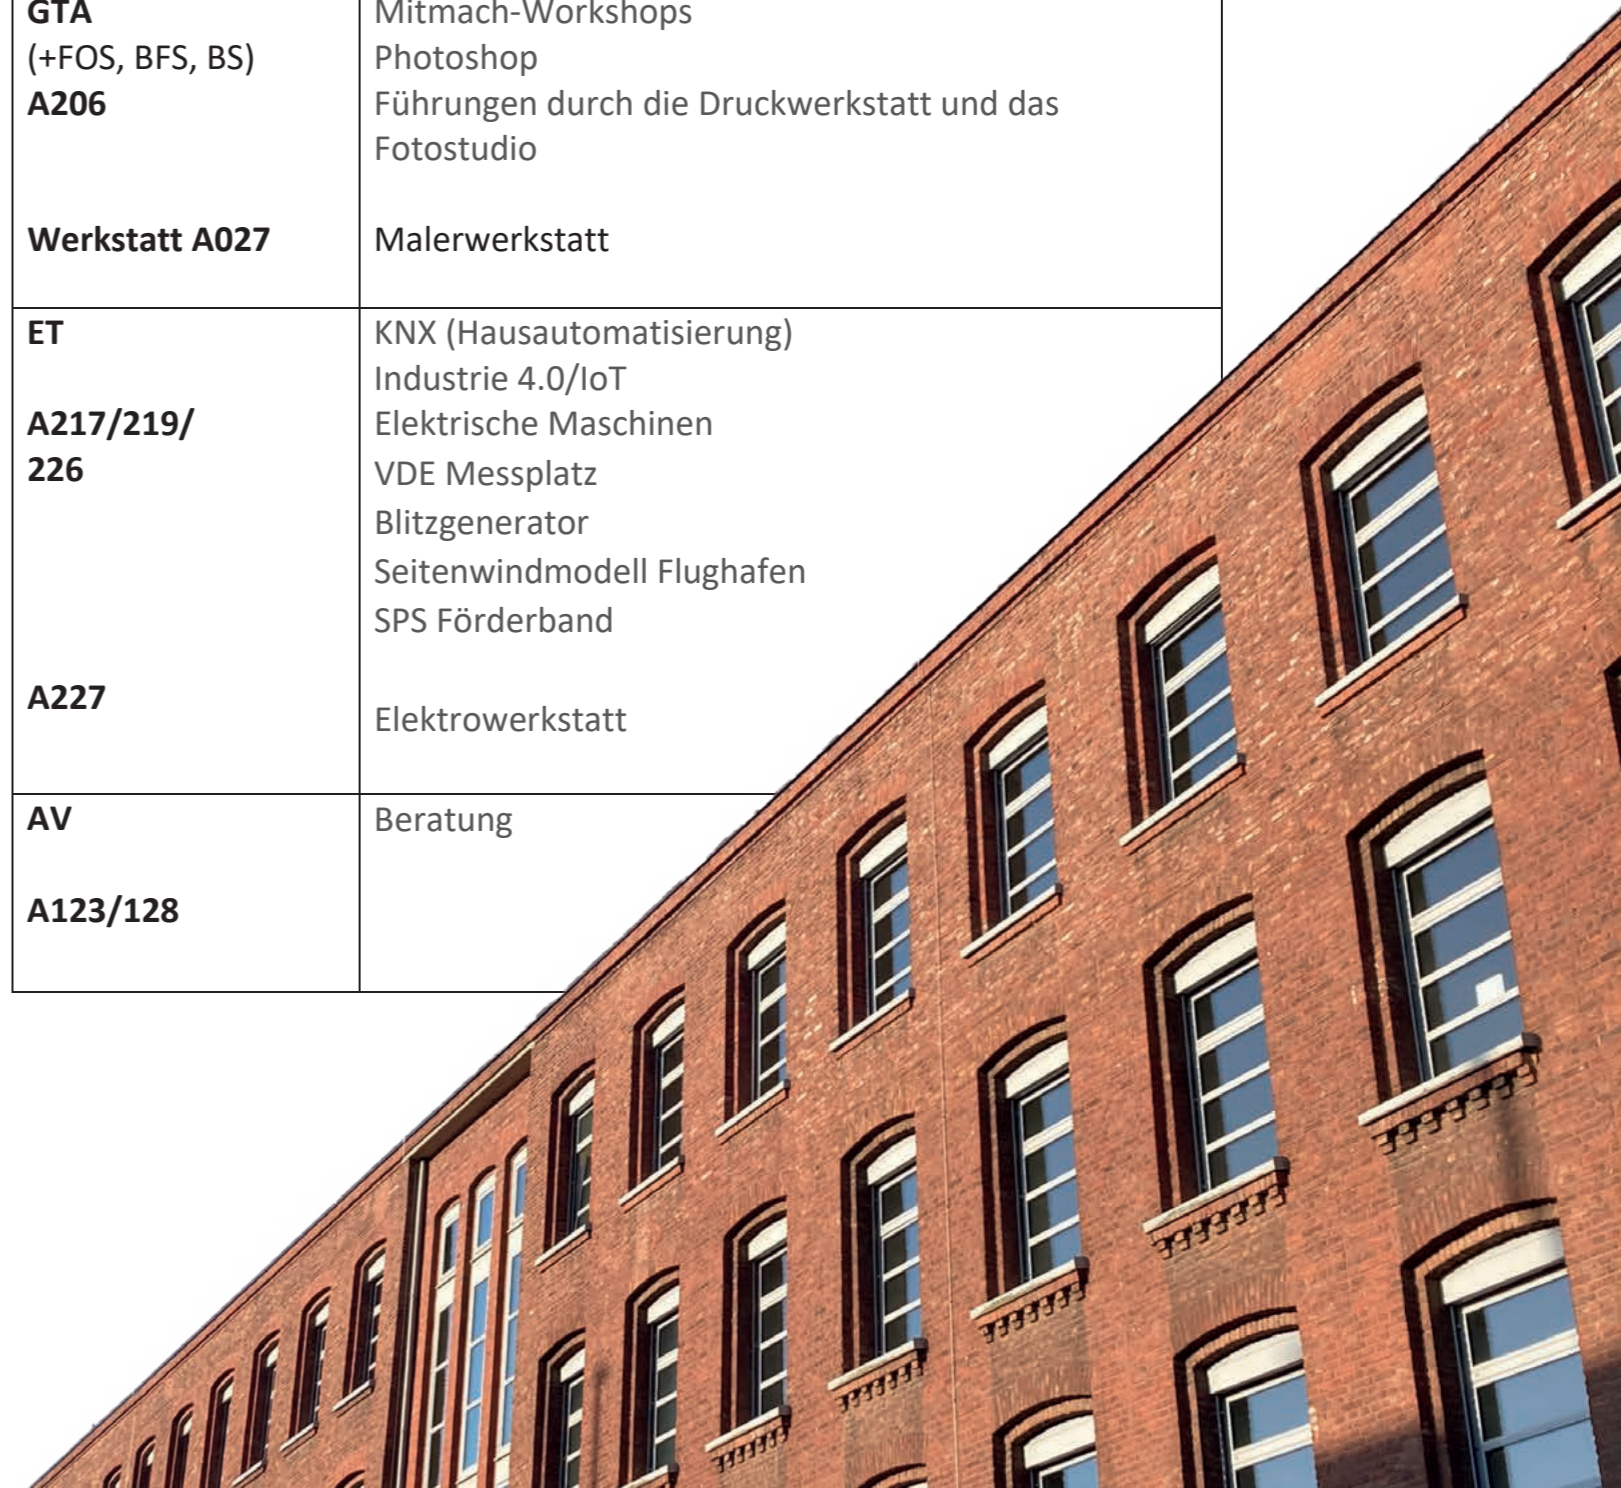 GTA
(+FOS, BFS, BS)
A206
Werkstatt A027
Mitmach-Workshops
Photoshop
Führungen durch die Druckwerkstatt und das
Fotostudio
Malerwerkstatt
ET
A217/219/
226
A227
KNX (Hausautomatisierung)
Industrie 4.0/IoT
Elektrische Maschinen
VDE Messplatz
Blitzgenerator
Seitenwindmodell Flughafen
SPS Förderband
Elektrowerkstatt
AV
A123/128
Beratung